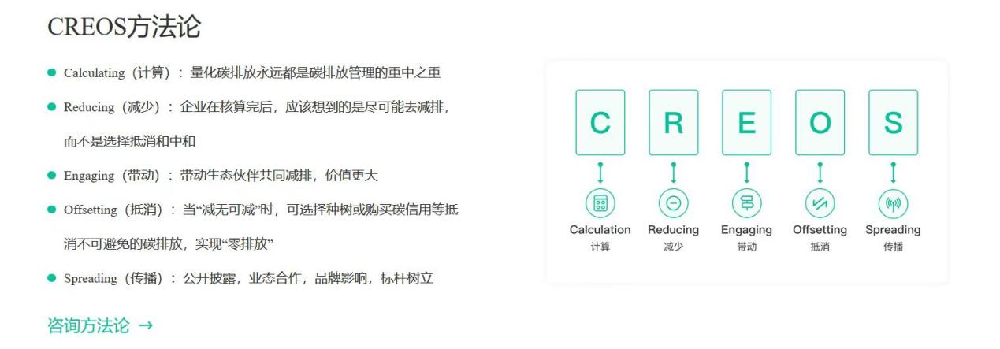 CREOS方法论
Calculating（计算）：量化碳排放永远都是碳排放管理的重中之重
Reducing（减少）：企业在核算完后，应该想到的是尽可能去减排，
而不是选择抵消和中和
Engaging（带动）：带动生态伙伴共同减排，价值更大
Offsetting（抵消）：当“减无可减”时，可选择种树或购买碳信用等抵
消不可避免的碳排放，实现“零排放”
Spreading（传播）：公开披露，业态合作，品牌影响，标杆树立
咨询方法论 →
C R E O S
Calculation Reducing Engaging Offsetting Spreading
计算 减少 带动 抵消 传播